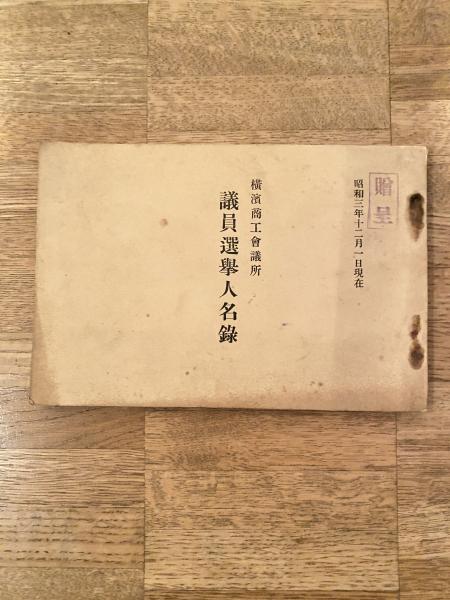 贈呈
昭和三年十二月一日現在
橫濱商工會議所
議員選擧人名錄